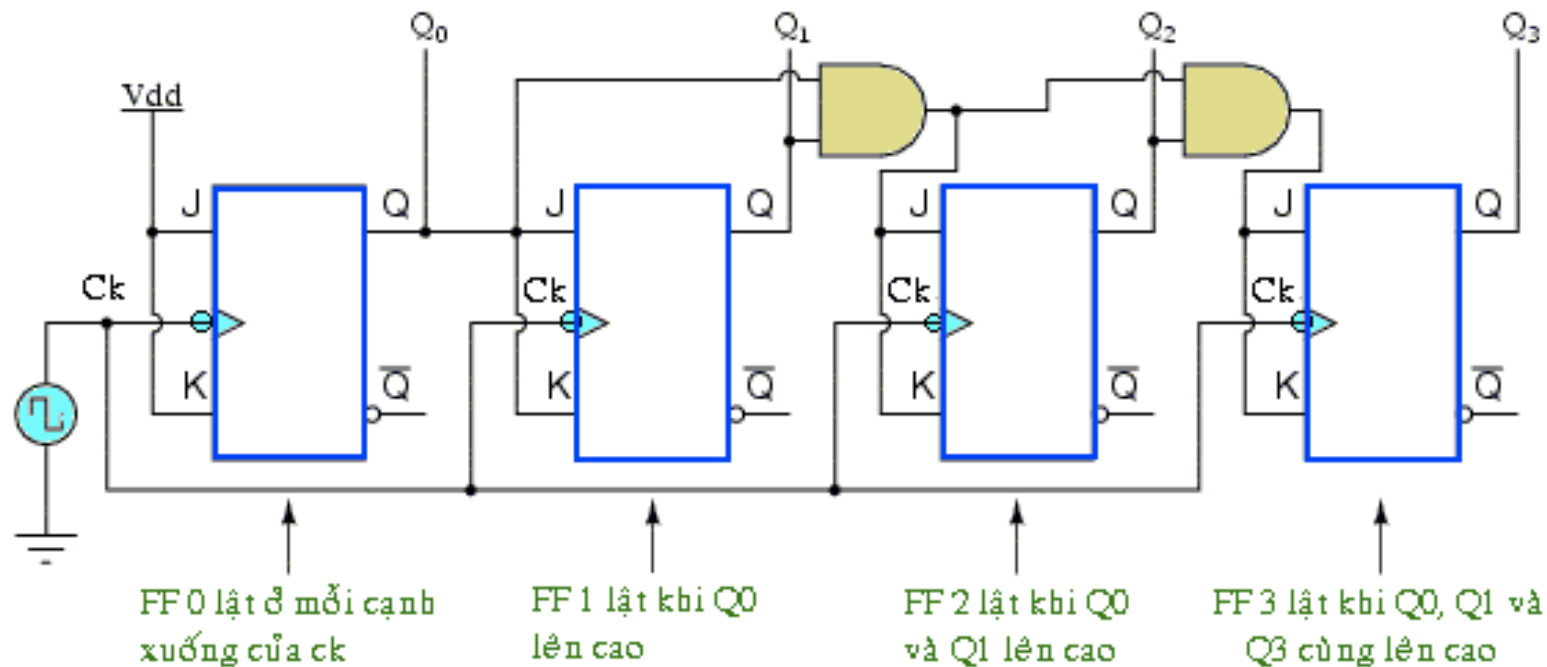 Q0 Q1 Q2 Q3
Vdd
J Q J Q J Q J Q
Ck Ck Ck Ck
K Q̅ K Q̅ K Q̅ K Q̅
FF 0 lật ở mỗi cạnh
xuống của ck
FF 1 lật khi Q0
lên cao
FF 2 lật khi Q0
và Q1 lên cao
FF 3 lật khi Q0, Q1 và
Q3 cùng lên cao